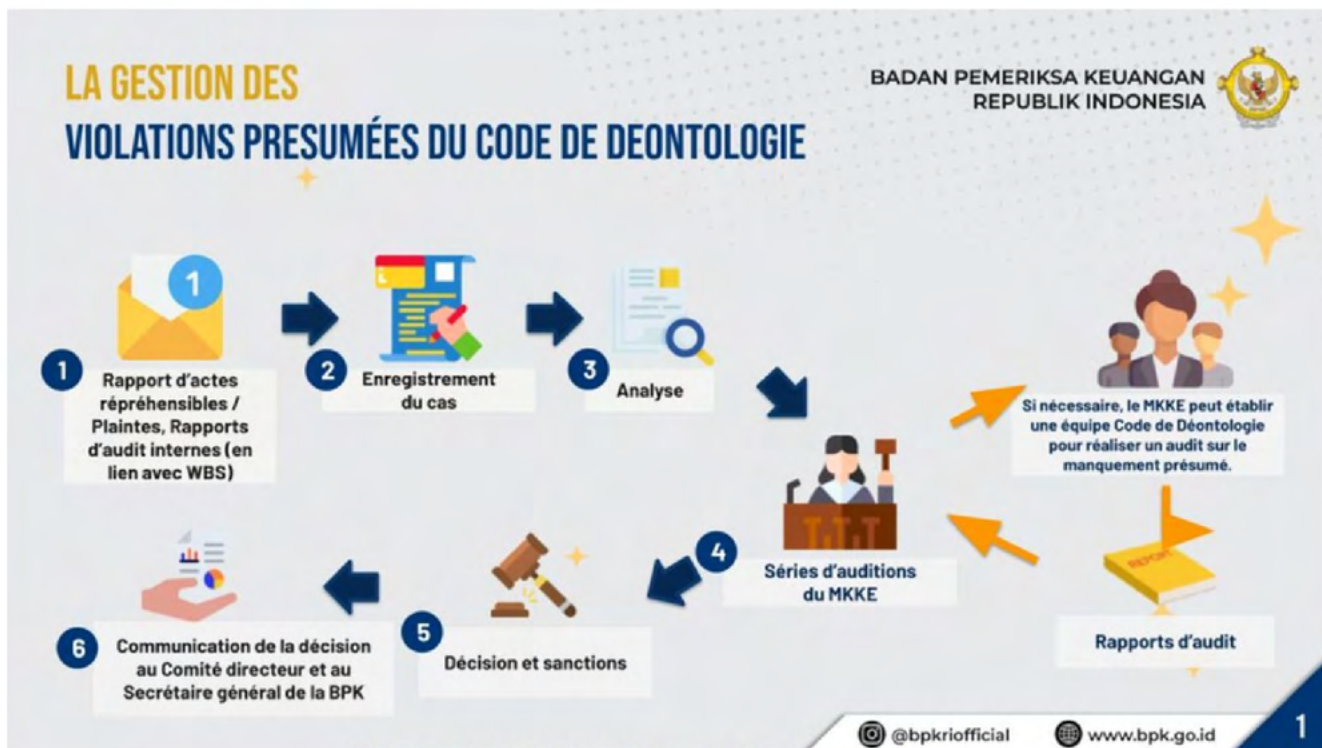 LA GESTION DES
VIOLATIONS PRESUMÉES DU CODE DE DEONTOLOGIE
BADAN PEMERIKSA KEUANGAN
REPUBLIK INDONESIA
1
1
Rapport d'actes
répréhensibles /
Plaintes, Rapports
d'audit internes (en
lien avec WBS)
2
Enregistrement
du cas
3
Analyse
Si nécessaire, le MKKE peut établir
une équipe Code de Déontologie
pour réaliser un audit sur le
manquement présumé.
4
Séries d'auditions
du MKKE
REPORT
Rapports d'audit
5
Décision et sanctions
6
Communication de la décision
au Comité directeur et au
Secrétaire général de la BPK
@bpkriofficial
www.bpk.go.id
1